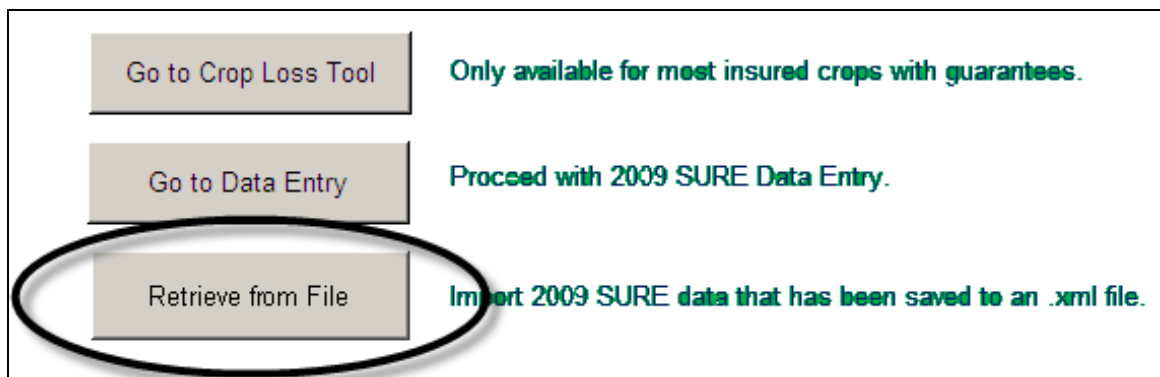 Go to Crop Loss Tool
Only available for most insured crops with guarantees.
Go to Data Entry
Proceed with 2009 SURE Data Entry.
Retrieve from File
Import 2009 SURE data that has been saved to an .xml file.